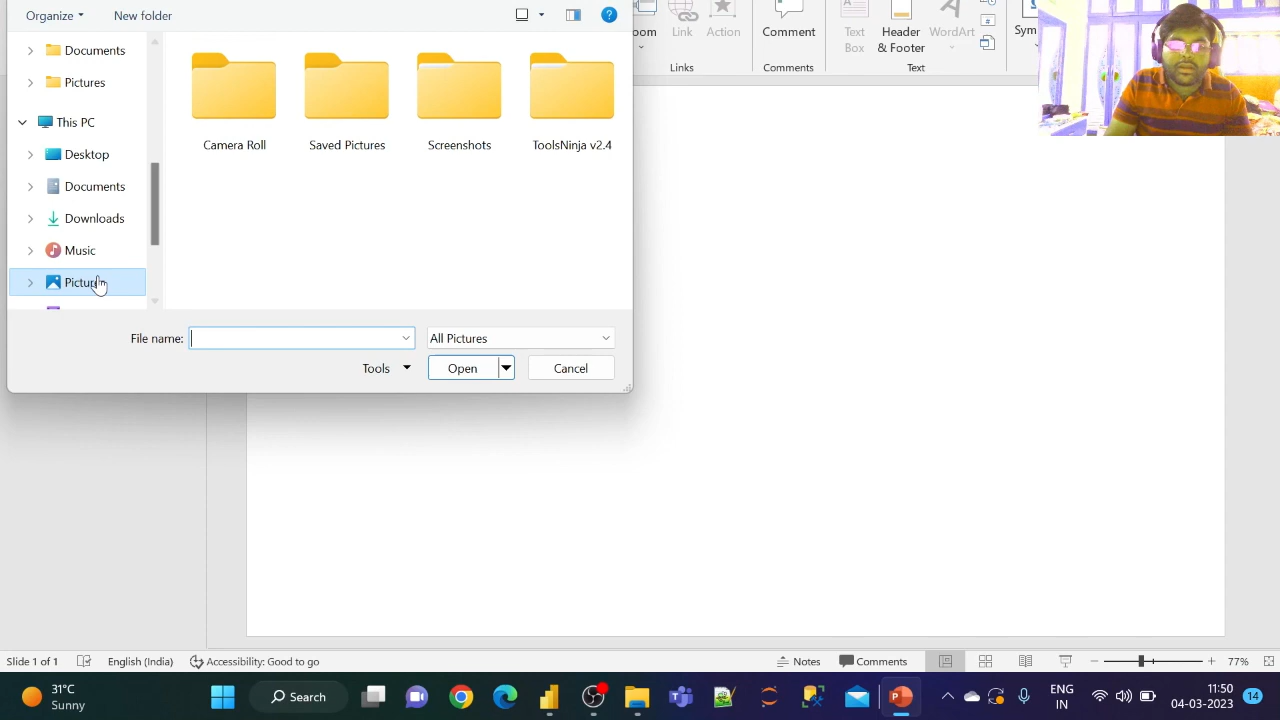 Organize New folder ?
Documents
Pictures
This PC
Desktop
Documents
Downloads
Music
Camera Roll Saved Pictures Screenshots ToolsNinja v2.4
File name: All Pictures
Tools Open Cancel
Link Action Comment Text Box Header & Footer WordArt
Links Comments Text
Slide 1 of 1 English (India) Accessibility: Good to go Notes Comments 77%
31°C
Sunny
Search
ENG
IN
11:50
04-03-2023
14